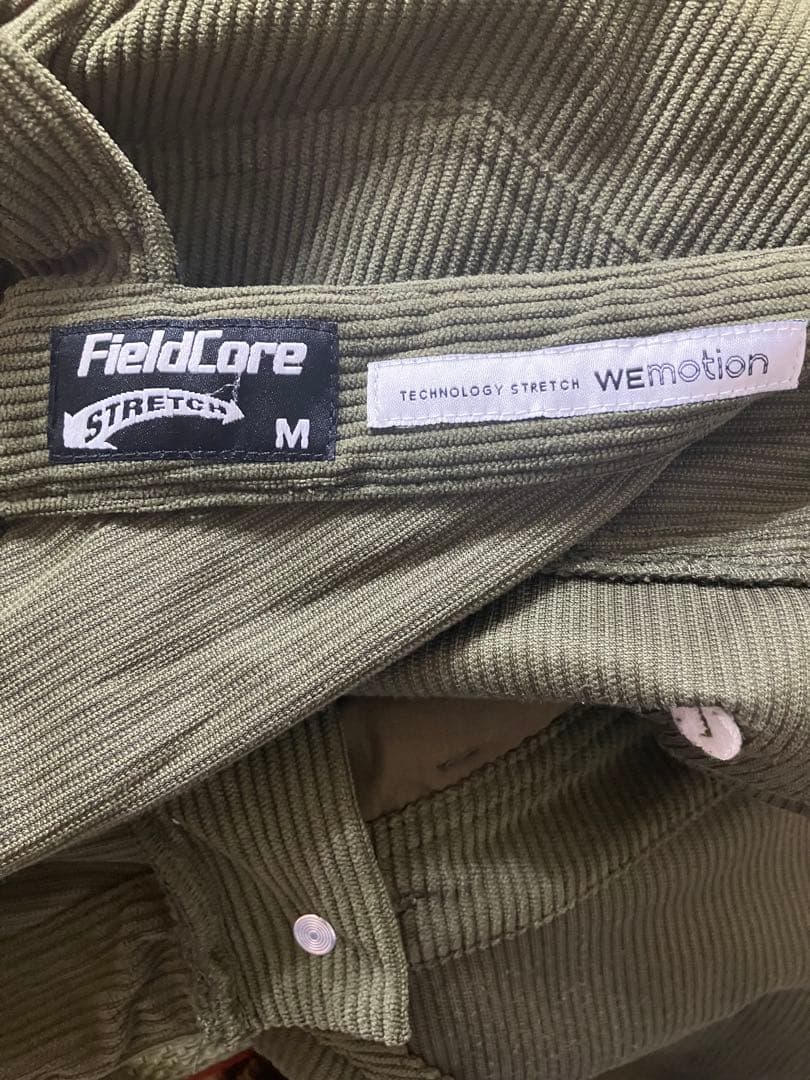 FieldCore
STRETCH
M
TECHNOLOGY STRETCH WEmotion